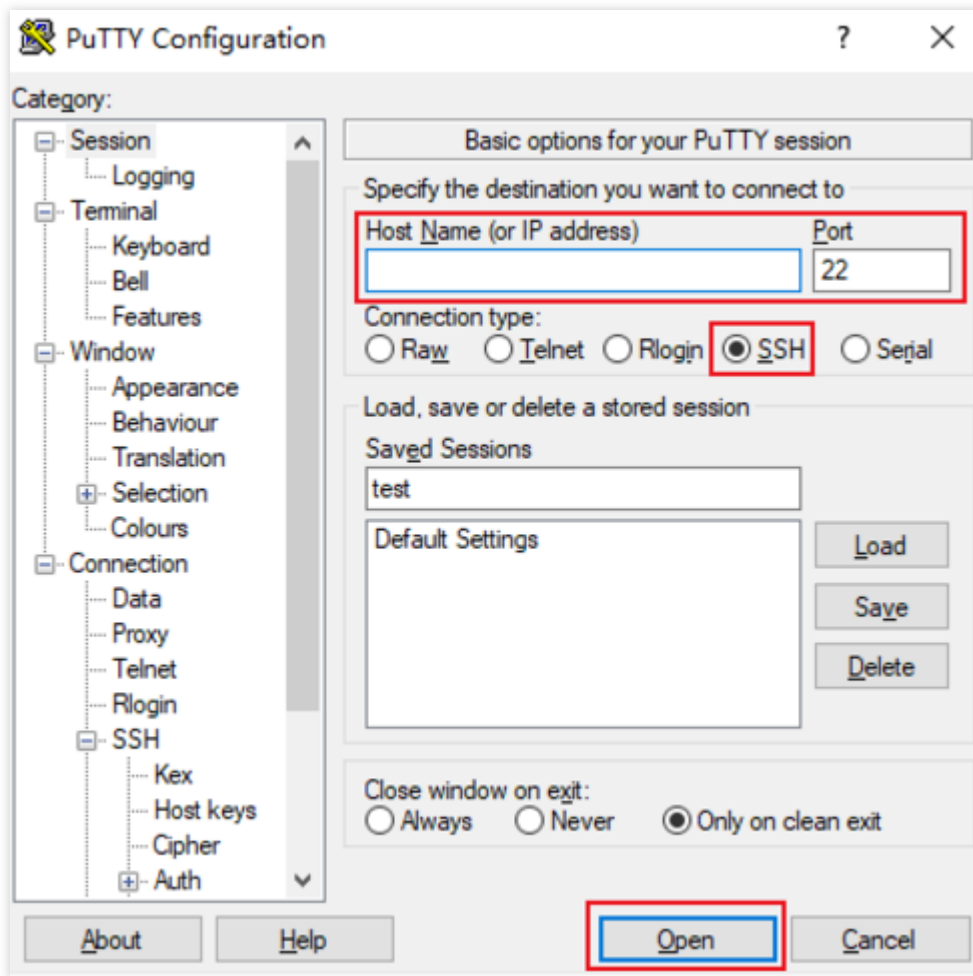 PuTTY Configuration
?
Category:
Session
Logging
Terminal
Keyboard
Bell
Features
Window
Appearance
Behaviour
Translation
Selection
Colours
Connection
Data
Proxy
Telnet
Rlogin
SSH
Kex
Host keys
Cipher
Auth
Basic options for your PuTTY session
Specify the destination you want to connect to
Host Name (or IP address) Port
22
Connection type:
Raw Telnet Rlogin SSH Serial
Load, save or delete a stored session
Saved Sessions
test
Default Settings
Load
Save
Delete
Close window on exit:
Always Never Only on clean exit
About Help Open Cancel